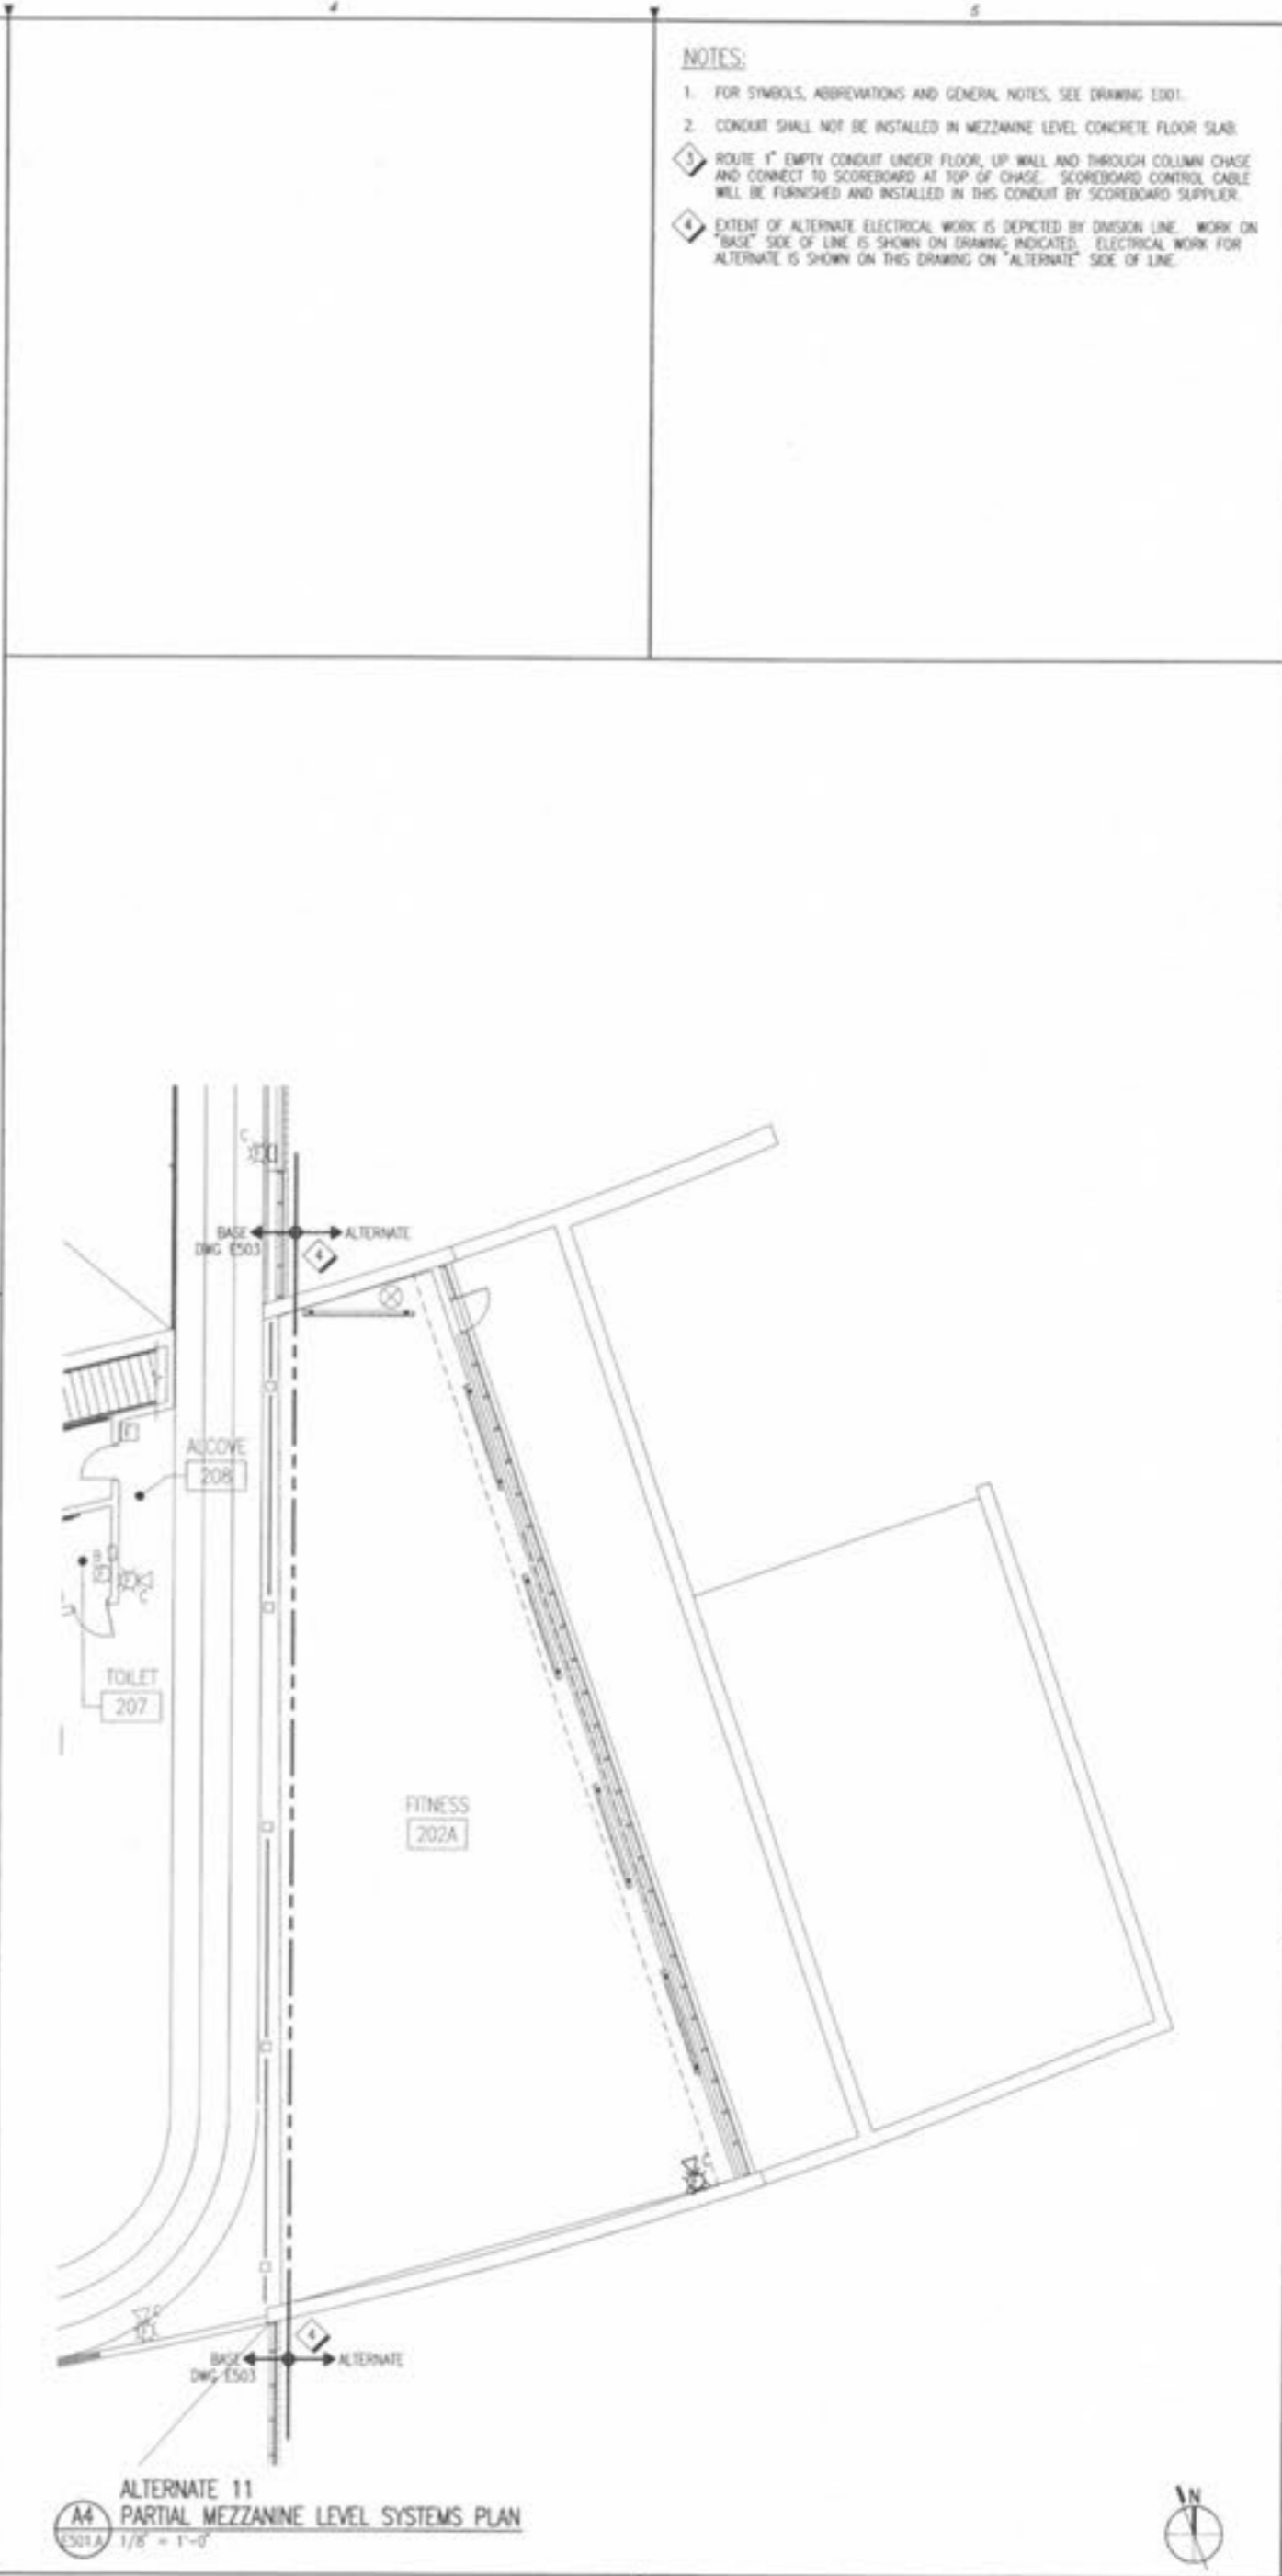 4
5
NOTES:
1. FOR SYMBOLS, ABBREVIATIONS AND GENERAL NOTES, SEE DRAWING E001.
2. CONDUIT SHALL NOT BE INSTALLED IN MEZZANINE LEVEL CONCRETE FLOOR SLAB.
3 ROUTE 1" EMPTY CONDUIT UNDER FLOOR, UP WALL AND THROUGH COLUMN CHASE
AND CONNECT TO SCOREBOARD AT TOP OF CHASE. SCOREBOARD CONTROL CABLE
WILL BE FURNISHED AND INSTALLED IN THIS CONDUIT BY SCOREBOARD SUPPLIER.
4 EXTENT OF ALTERNATE ELECTRICAL WORK IS DEPICTED BY DIVISION LINE. WORK ON
"BASE" SIDE OF LINE IS SHOWN ON DRAWING INDICATED. ELECTRICAL WORK FOR
ALTERNATE IS SHOWN ON THIS DRAWING ON "ALTERNATE" SIDE OF LINE.
C
BASE ALTERNATE
DWG E503
4
F
ALCOVE
208
C
TOILET
207
FITNESS
202A
C
C
4
BASE ALTERNATE
DWG E503
ALTERNATE 11
A4 PARTIAL MEZZANINE LEVEL SYSTEMS PLAN
E501.A 1/8" = 1'-0"
N